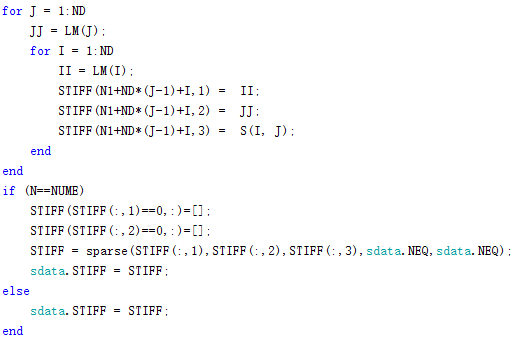 for J = 1:ND
    JJ = LM(J);
    for I = 1:ND
        II = LM(I);
        STIFF(N1+ND*(J-1)+I,1) =  II;
        STIFF(N1+ND*(J-1)+I,2) =  JJ;
        STIFF(N1+ND*(J-1)+I,3) =  S(I, J);
    end
end
if (N==NUME)
    STIFF(STIFF(:,1)==0,:)=[];
    STIFF(STIFF(:,2)==0,:)=[];
    STIFF = sparse(STIFF(:,1),STIFF(:,2),STIFF(:,3),sdata.NEQ,sdata.NEQ);
    sdata.STIFF = STIFF;
else
    sdata.STIFF = STIFF;
end